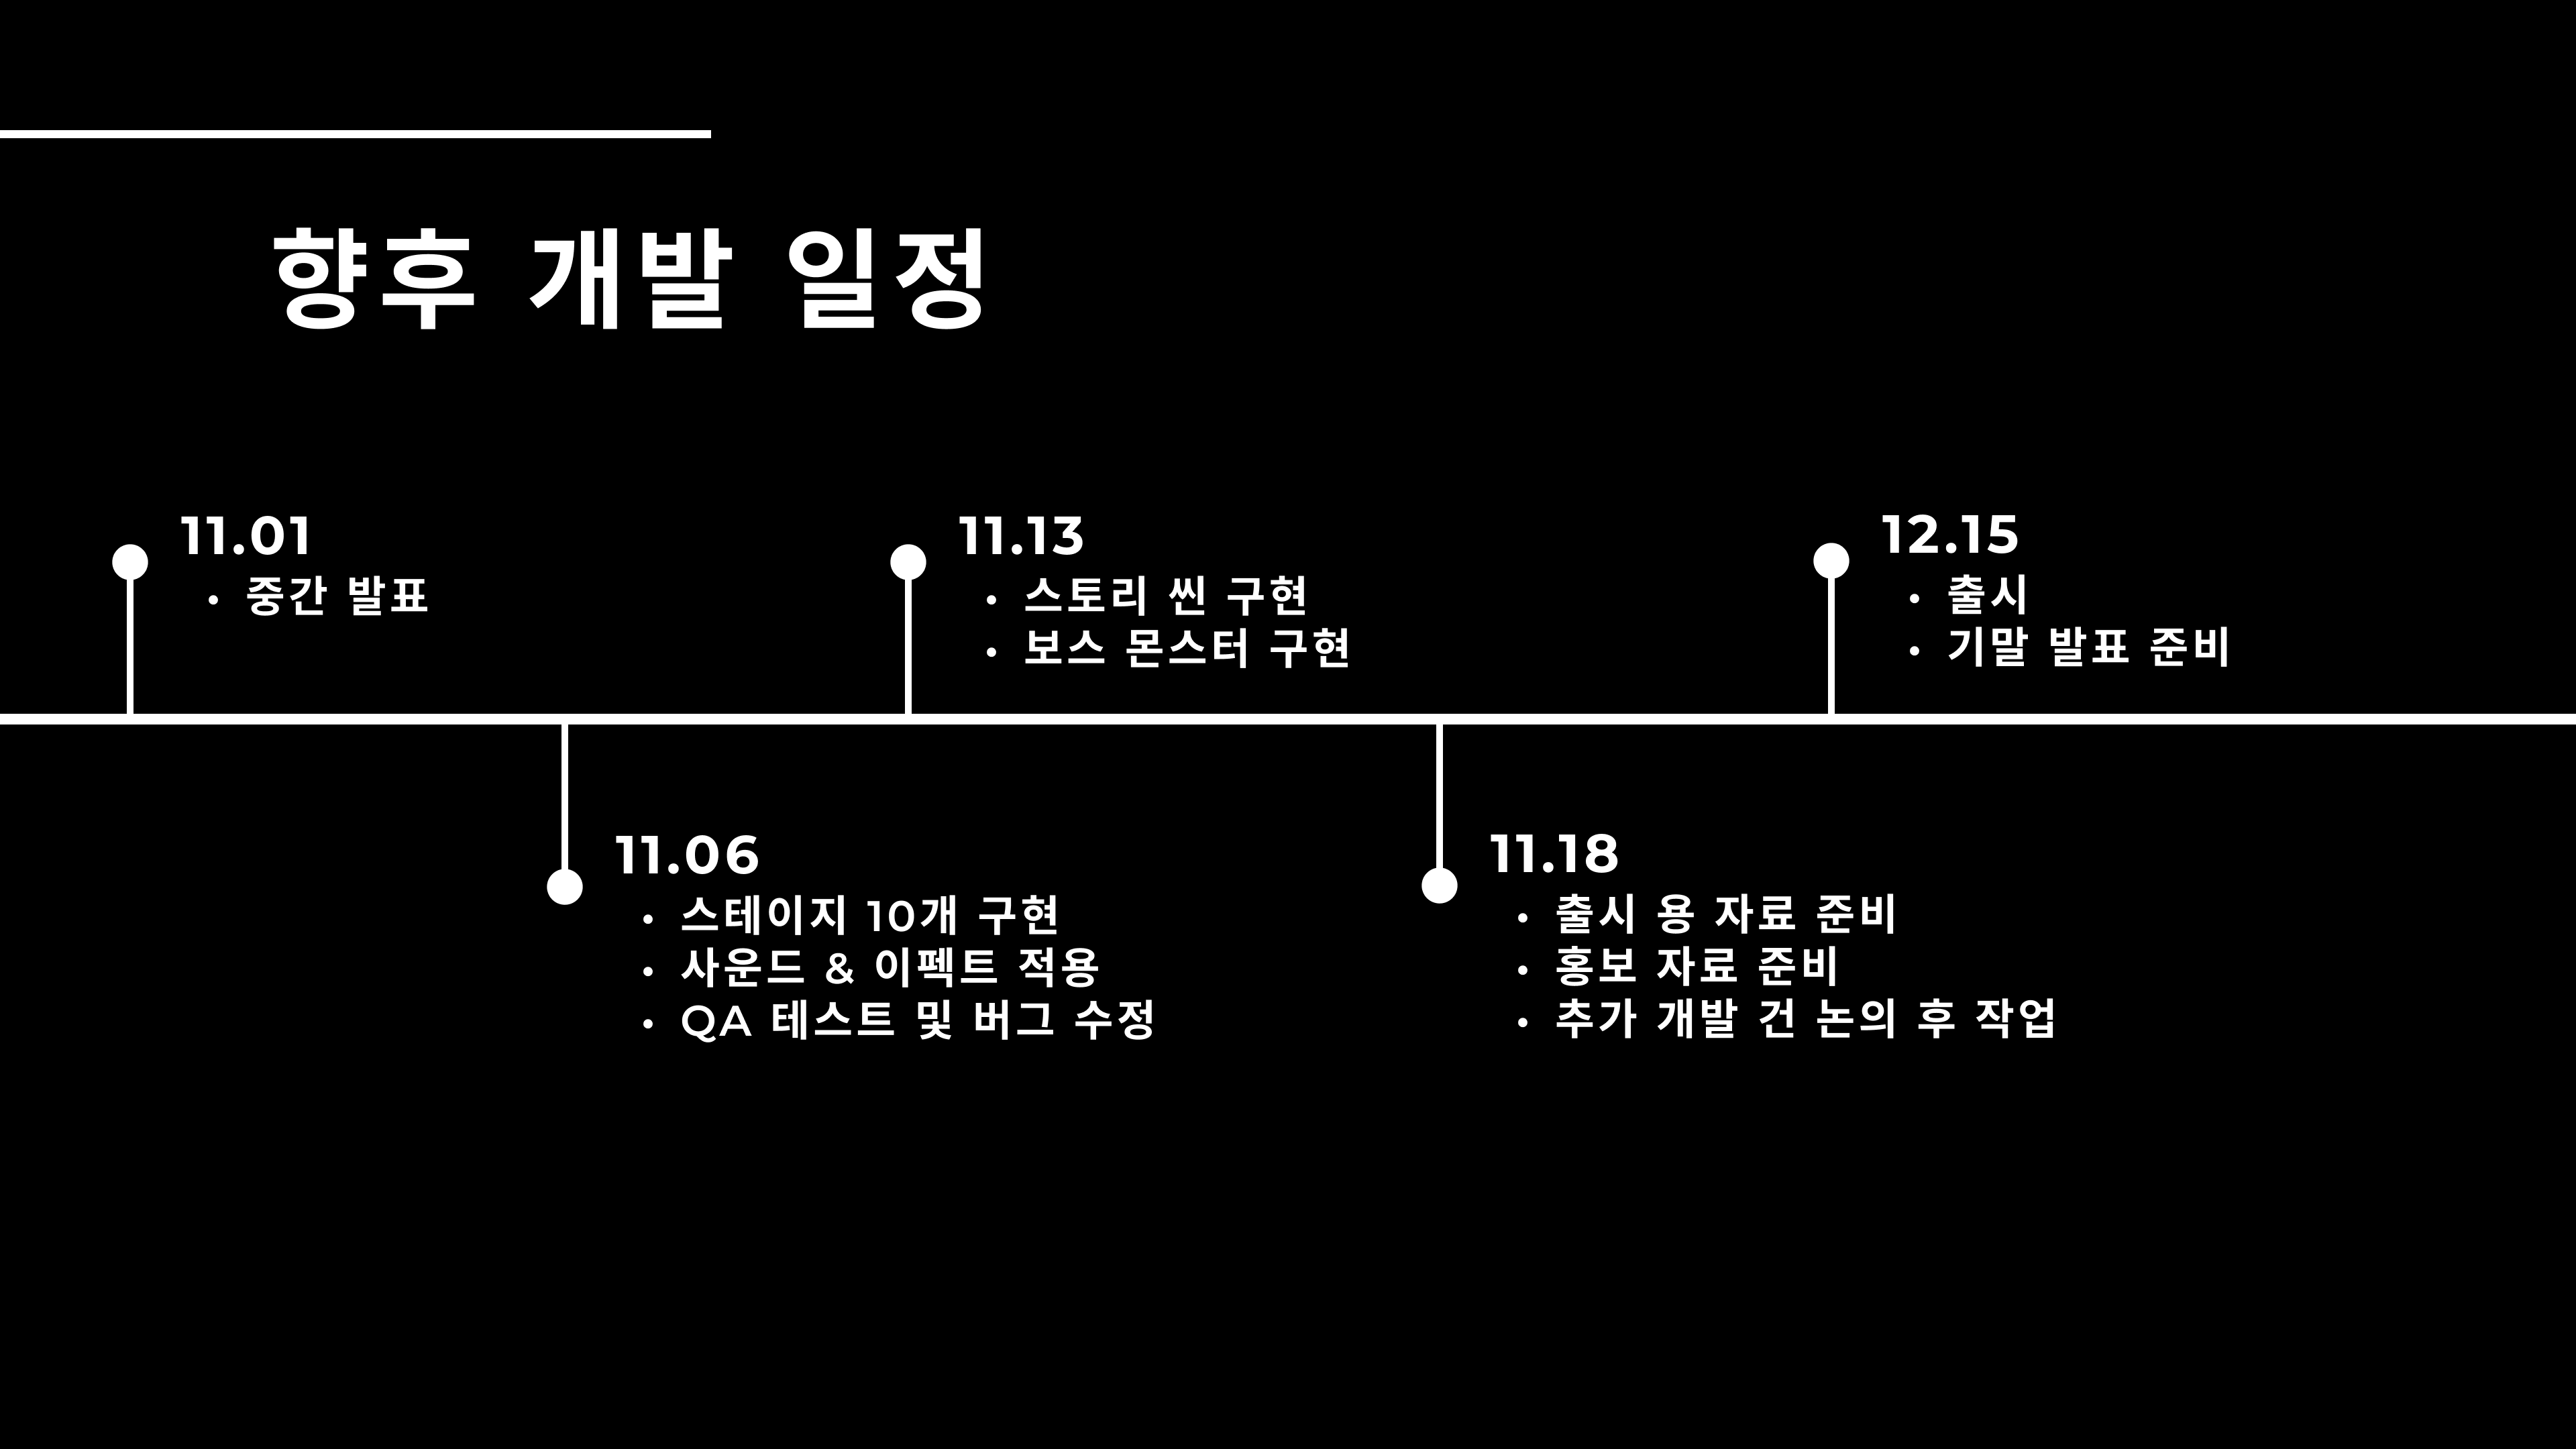 향후 개발 일정
11.01
• 중간 발표
11.06
• 스테이지 10개 구현
• 사운드 & 이펙트 적용
• QA 테스트 및 버그 수정
11.13
• 스토리 씬 구현
• 보스 몬스터 구현
11.18
• 출시 용 자료 준비
• 홍보 자료 준비
• 추가 개발 건 논의 후 작업
12.15
• 출시
• 기말 발표 준비